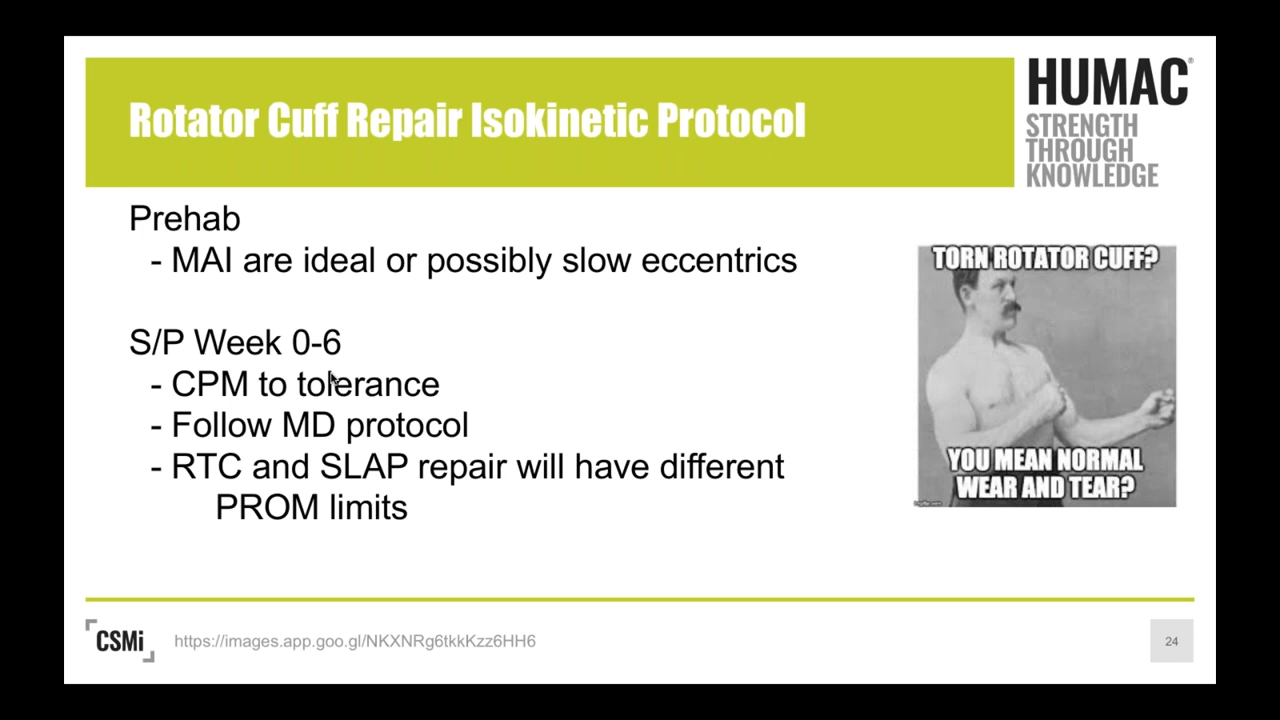 Rotator Cuff Repair Isokinetic Protocol
HUMAC®
STRENGTH
THROUGH
KNOWLEDGE
Prehab
- MAI are ideal or possibly slow eccentrics
S/P Week 0-6
- CPM to tolerance
- Follow MD protocol
- RTC and SLAP repair will have different
PROM limits
TORN ROTATOR CUFF?
YOU MEAN NORMAL
WEAR AND TEAR?
CSMi
https://images.app.goo.gl/NKXNRg6tkkKzz6HH6
24